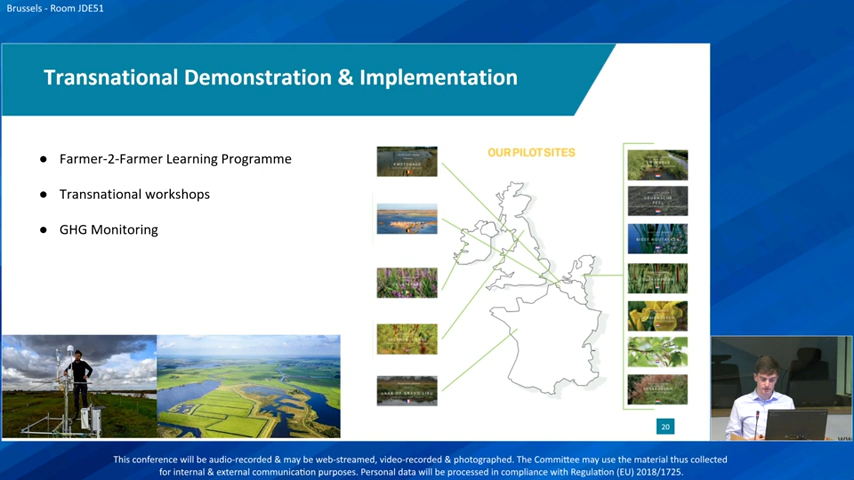 Brussels - Room JDE51
Transnational Demonstration & Implementation
● Farmer-2-Farmer Learning Programme
● Transnational workshops
● GHG Monitoring
OUR PILOT SITES
20
This conference will be audio-recorded & may be web-streamed, video-recorded & photographed. The Committee may use the material thus collected
for internal & external communication purposes. Personal data will be processed in compliance with Regulation (EU) 2018/1725.